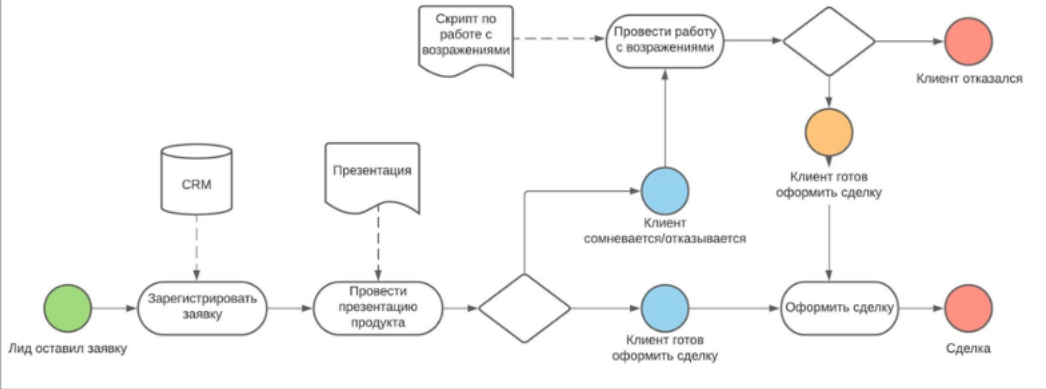 Скрипт по
работе с
возражениями
Провести работу
с возражениями
Клиент отказался
CRM
Презентация
Клиент готов
оформить сделку
Клиент
сомневается/отказывается
Лид оставил заявку
Зарегистрировать
заявку
Провести
презентацию
продукта
Клиент готов
оформить сделку
Оформить сделку
Сделка